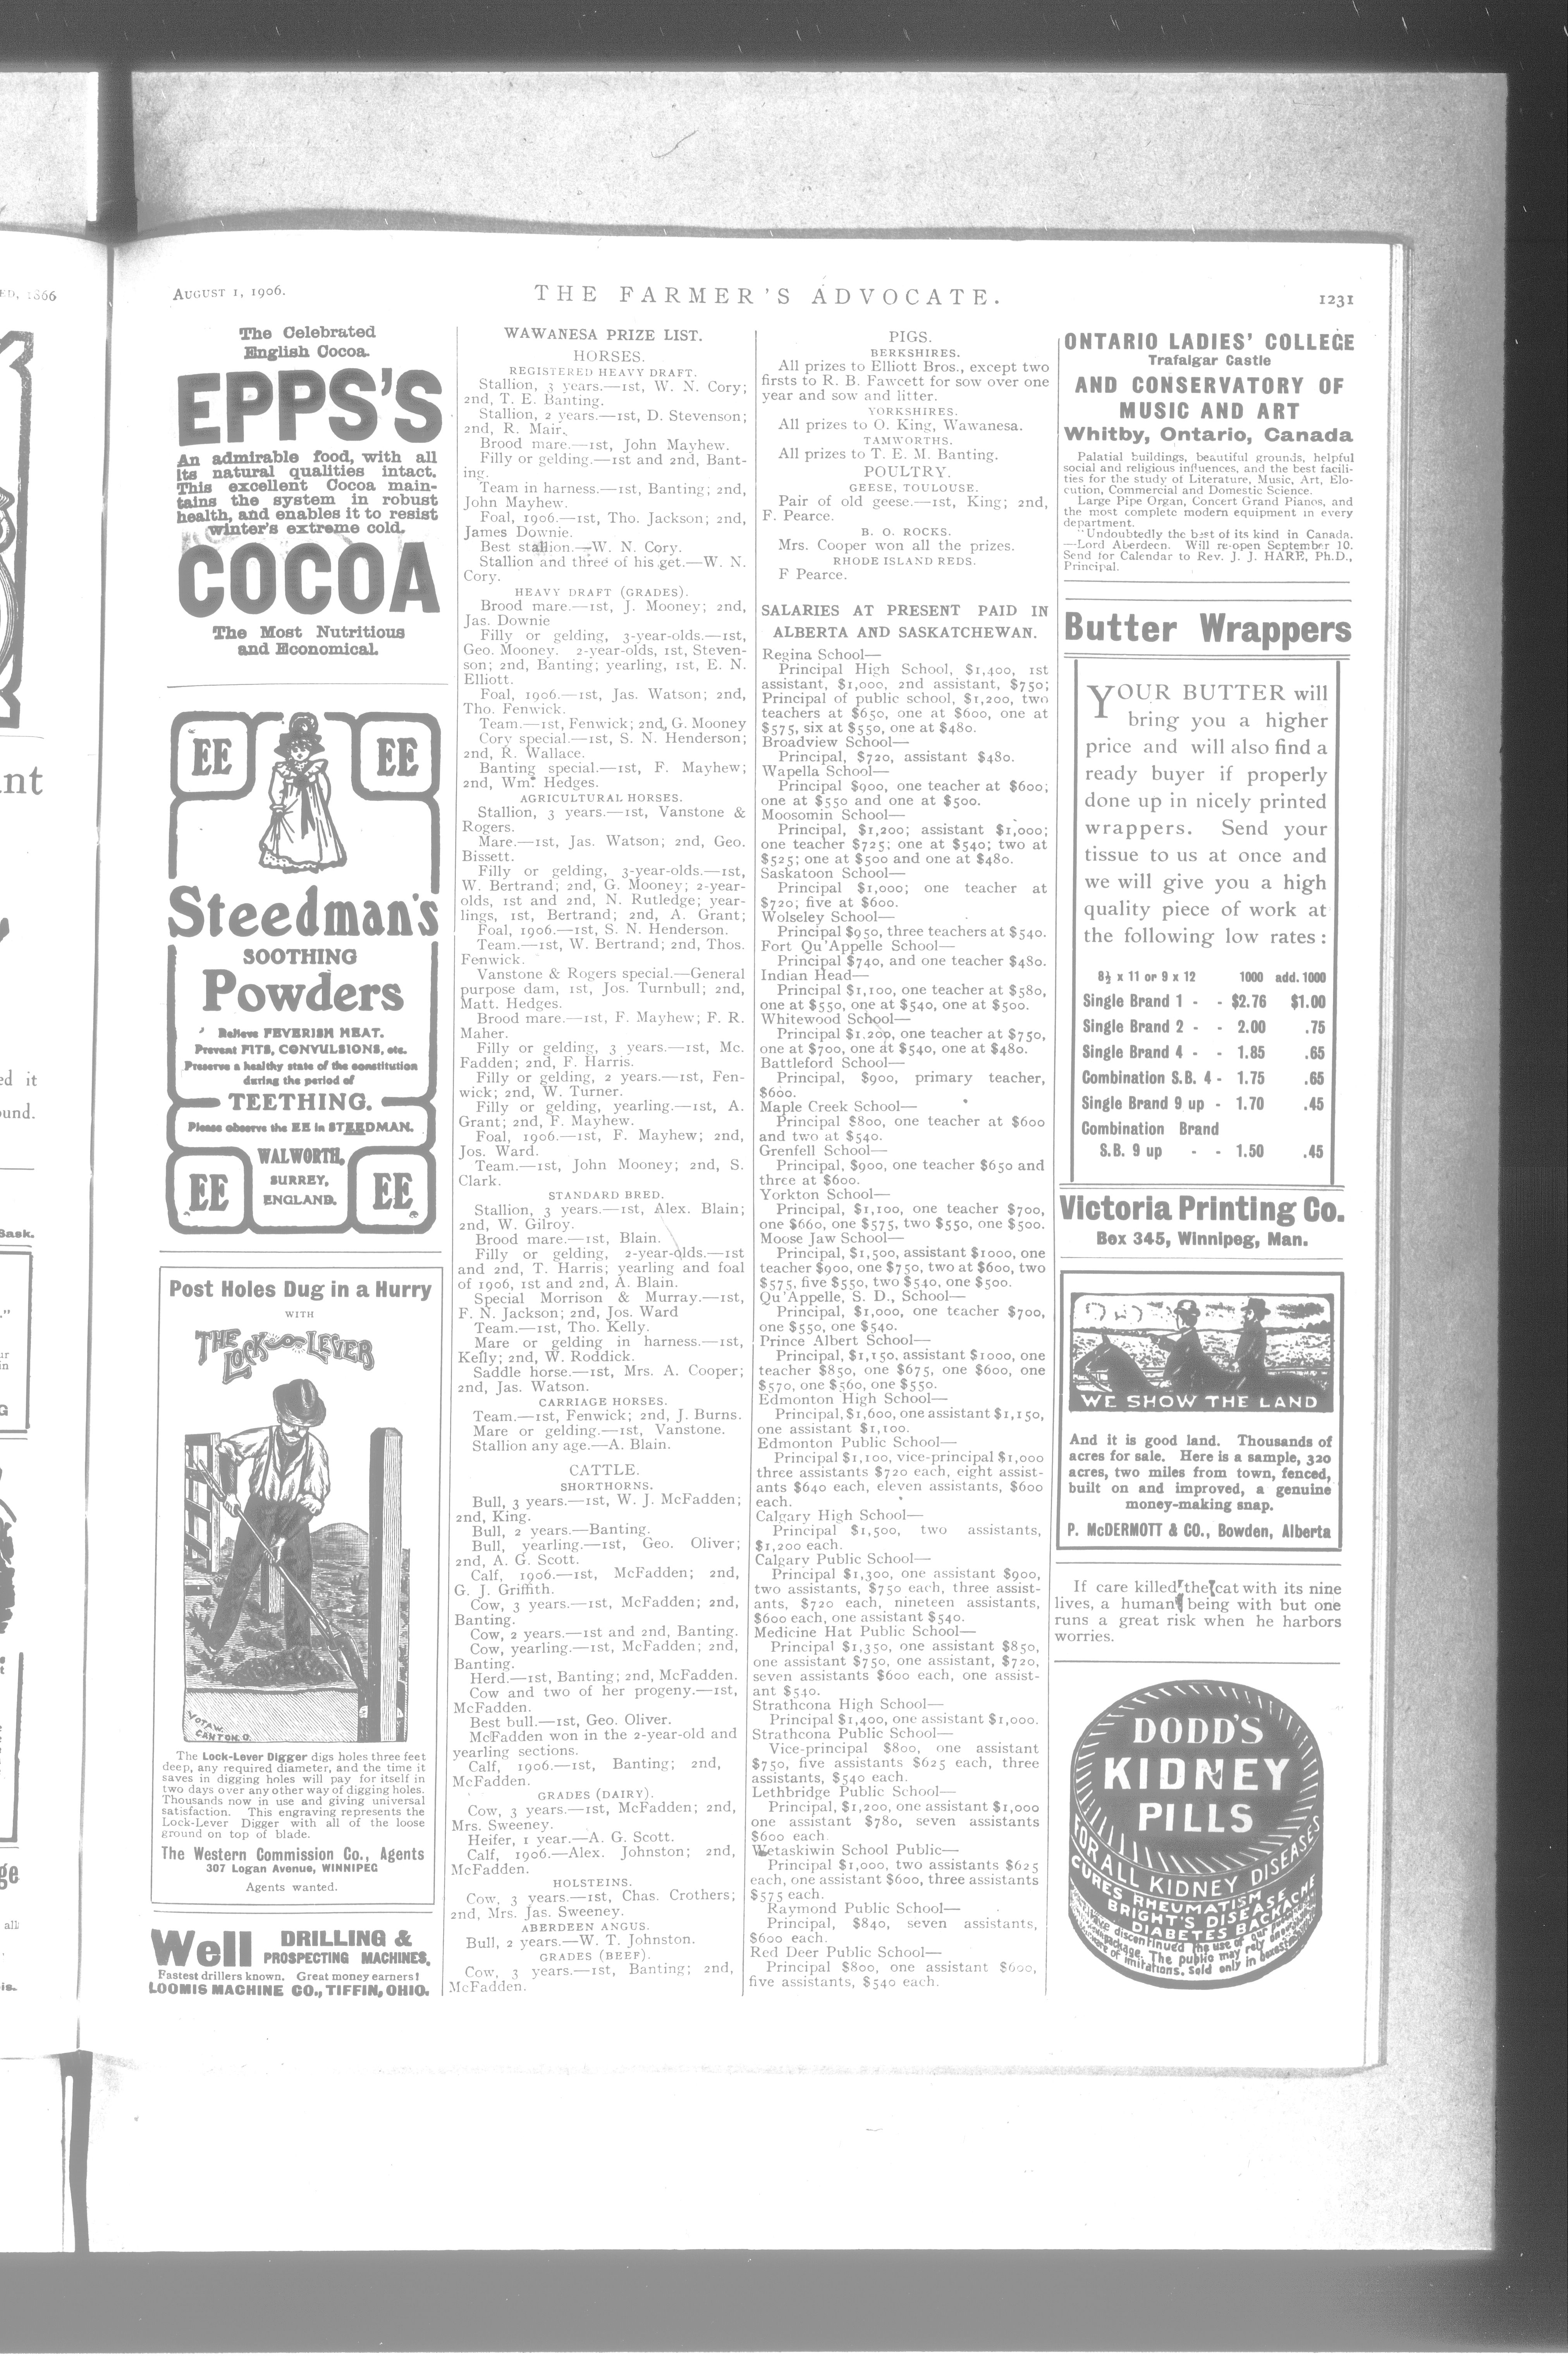 AUGUST 1, 1906.
THE FARMER'S ADVOCATE.
1231
The Celebrated
English Cocoa.
EPPS'S
An admirable food, with all
its natural qualities intact.
This excellent Cocoa main-
tains the system in robust
health, and enables it to resist
winter's extreme cold.
COCOA
The Most Nutritious
and Economical.
EE
EE
Steedman's
SOOTHING
Powders
Relieve FEVERISH HEAT.
Prevent FITS, CONVULSIONS, etc.
Preserve a healthy state of the constitution
during the period of
TEETHING.
Please observe the EE in STEEDMAN.
EE
WALWORTH,
SURREY,
ENGLAND.
EE
Post Holes Dug in a Hurry
WITH
THE LOCK-LEVER
VOTAW.
CANTON.O.
The Lock-Lever Digger digs holes three feet
deep, any required diameter, and the time it
saves in digging holes will pay for itself in
two days over any other way of digging holes.
Thousands now in use and giving universal
satisfaction. This engraving represents the
Lock-Lever Digger with all of the loose
ground on top of blade.
The Western Commission Co., Agents
307 Logan Avenue, WINNIPEG
Agents wanted.
Well DRILLING &
PROSPECTING MACHINES.
Fastest drillers known. Great money earners!
LOOMIS MACHINE CO., TIFFIN, OHIO.
WAWANESA PRIZE LIST.
HORSES.
REGISTERED HEAVY DRAFT.
Stallion, 3 years.—1st, W. N. Cory;
2nd, T. E. Banting.
Stallion, 2 years.—1st, D. Stevenson;
2nd, R. Mair.
Brood mare.—1st, John Mayhew.
Filly or gelding.—1st and 2nd, Bant-
ing.
Team in harness.—1st, Banting; 2nd,
John Mayhew.
Foal, 1906.—1st, Tho. Jackson; 2nd,
James Downie.
Best stallion.—W. N. Cory.
Stallion and three of his get.—W. N.
Cory.
HEAVY DRAFT (GRADES).
Brood mare.—1st, J. Mooney; 2nd,
Jas. Downie
Filly or gelding, 3-year-olds.—1st,
Geo. Mooney. 2-year-olds, 1st, Steven-
son; 2nd, Banting; yearling, 1st, E. N.
Elliott.
Foal, 1906.—1st, Jas. Watson; 2nd,
Tho. Fenwick.
Team.—1st, Fenwick; 2nd, G. Mooney
Cory special.—1st, S. N. Henderson;
2nd, R. Wallace.
Banting special.—1st, F. Mayhew;
2nd, Wm. Hedges.
AGRICULTURAL HORSES.
Stallion, 3 years.—1st, Vanstone &
Rogers.
Mare.—1st, Jas. Watson; 2nd, Geo.
Bissett.
Filly or gelding, 3-year-olds.—1st,
W. Bertrand; 2nd, G. Mooney; 2-year-
olds, 1st and 2nd, N. Rutledge; year-
lings, 1st, Bertrand; 2nd, A. Grant;
Foal, 1906.—1st, S. N. Henderson.
Team.—1st, W. Bertrand; 2nd, Thos.
Fenwick.
Vanstone & Rogers special.—General
purpose dam, 1st, Jos. Turnbull; 2nd,
Matt. Hedges.
Brood mare.—1st, F. Mayhew; F. R.
Maher.
Filly or gelding, 3 years.—1st, Mc.
Fadden; 2nd, F. Harris.
Filly or gelding, 2 years.—1st, Fen-
wick; 2nd, W. Turner.
Filly or gelding, yearling.—1st, A.
Grant; 2nd, F. Mayhew.
Foal, 1906.—1st, F. Mayhew; 2nd,
Jos. Ward.
Team.—1st, John Mooney; 2nd, S.
Clark.
STANDARD BRED.
Stallion, 3 years.—1st, Alex. Blain;
2nd, W. Gilroy.
Brood mare.—1st, Blain.
Filly or gelding, 2-year-olds.—1st
and 2nd, T. Harris; yearling and foal
of 1906, 1st and 2nd, A. Blain.
Special Morrison & Murray.—1st,
F. N. Jackson; 2nd, Jos. Ward
Team.—1st, Tho. Kelly.
Mare or gelding in harness.—1st,
Kelly; 2nd, W. Roddick.
Saddle horse.—1st, Mrs. A. Cooper;
2nd, Jas. Watson.
CARRIAGE HORSES.
Team.—1st, Fenwick; 2nd, J. Burns.
Mare or gelding.—1st, Vanstone.
Stallion any age.—A. Blain.
CATTLE.
SHORTHORNS.
Bull, 3 years.—1st, W. J. McFadden;
2nd, King.
Bull, 2 years.—Banting.
Bull, yearling.—1st, Geo. Oliver;
2nd, A. G. Scott.
Calf, 1906.—1st, McFadden; 2nd,
G. J. Griffith.
Cow, 3 years.—1st, McFadden; 2nd,
Banting.
Cow, 2 years.—1st and 2nd, Banting.
Cow, yearling.—1st, McFadden; 2nd,
Banting.
Herd.—1st, Banting; 2nd, McFadden.
Cow and two of her progeny.—1st,
McFadden.
Best bull.—1st, Geo. Oliver.
McFadden won in the 2-year-old and
yearling sections.
Calf, 1906.—1st, Banting; 2nd,
McFadden.
GRADES (DAIRY).
Cow, 3 years.—1st, McFadden; 2nd,
Mrs. Sweeney.
Heifer, 1 year.—A. G. Scott.
Calf, 1906.—Alex. Johnston; 2nd,
McFadden.
HOLSTEINS.
Cow, 3 years.—1st, Chas. Crothers;
2nd, Mrs. Jas. Sweeney.
ABERDEEN ANGUS.
Bull, 2 years.—W. T. Johnston.
GRADES (BEEF).
Cow, 3 years.—1st, Banting; 2nd,
McFadden.
PIGS.
BERKSHIRES.
All prizes to Elliott Bros., except two
firsts to R. B. Fawcett for sow over one
year and sow and litter.
YORKSHIRES.
All prizes to O. King, Wawanesa.
TAMWORTHS.
All prizes to T. E. M. Banting.
POULTRY.
GEESE, TOULOUSE.
Pair of old geese.—1st, King; 2nd,
F. Pearce.
B. O. ROCKS.
Mrs. Cooper won all the prizes.
RHODE ISLAND REDS.
F Pearce.
SALARIES AT PRESENT PAID IN
ALBERTA AND SASKATCHEWAN.
Regina School—
Principal High School, $1,400, 1st
assistant, $1,000, 2nd assistant, $750;
Principal of public school, $1,200, two
teachers at $650, one at $600, one at
$575, six at $550, one at $480.
Broadview School—
Principal, $720, assistant $480.
Wapella School—
Principal $900, one teacher at $600;
one at $550 and one at $500.
Moosomin School—
Principal, $1,200; assistant $1,000;
one teacher $725; one at $540; two at
$525; one at $500 and one at $480.
Saskatoon School—
Principal $1,000; one teacher at
$720; five at $600.
Wolseley School—
Principal $950, three teachers at $540.
Fort Qu'Appelle School—
Principal $740, and one teacher $480.
Indian Head—
Principal $1,100, one teacher at $580,
one at $550, one at $540, one at $500.
Whitewood School—
Principal $1.200, one teacher at $750,
one at $700, one at $540, one at $480.
Battleford School—
Principal, $900, primary teacher,
$600.
Maple Creek School—
Principal $800, one teacher at $600
and two at $540.
Grenfell School—
Principal, $900, one teacher $650 and
three at $600.
Yorkton School—
Principal, $1,100, one teacher $700,
one $660, one $575, two $550, one $500.
Moose Jaw School—
Principal, $1,500, assistant $1000, one
teacher $900, one $750, two at $600, two
$575, five $550, two $540, one $500.
Qu'Appelle, S. D., School—
Principal, $1,000, one teacher $700,
one $550, one $540.
Prince Albert School—
Principal, $1,150, assistant $1000, one
teacher $850, one $675, one $600, one
$570, one $560, one $550.
Edmonton High School—
Principal, $1,600, one assistant $1,150,
one assistant $1,100.
Edmonton Public School—
Principal $1,100, vice-principal $1,000
three assistants $720 each, eight assist-
ants $640 each, eleven assistants, $600
each.
Calgary High School—
Principal $1,500, two assistants,
$1,200 each.
Calgary Public School—
Principal $1,300, one assistant $900,
two assistants, $750 each, three assist-
ants, $720 each, nineteen assistants,
$600 each, one assistant $540.
Medicine Hat Public School—
Principal $1,350, one assistant $850,
one assistant $750, one assistant, $720,
seven assistants $600 each, one assist-
ant $540.
Strathcona High School—
Principal $1,400, one assistant $1,000.
Strathcona Public School—
Vice-principal $800, one assistant
$750, five assistants $625 each, three
assistants, $540 each.
Lethbridge Public School—
Principal, $1,200, one assistant $1,000
one assistant $780, seven assistants
$600 each.
Wetaskiwin School Public—
Principal $1,000, two assistants $625
each, one assistant $600, three assistants
$575 each.
Raymond Public School—
Principal, $840, seven assistants,
$600 each.
Red Deer Public School—
Principal $800, one assistant $600,
five assistants, $540 each.
ONTARIO LADIES' COLLEGE
Trafalgar Castle
AND CONSERVATORY OF
MUSIC AND ART
Whitby, Ontario, Canada
Palatial buildings, beautiful grounds, helpful
social and religious influences, and the best facili-
ties for the study of Literature, Music, Art, Elo-
cution, Commercial and Domestic Science.
Large Pipe Organ, Concert Grand Pianos, and
the most complete modern equipment in every
department.
"Undoubtedly the best of its kind in Canada.
—Lord Aberdeen. Will re-open September 10.
Send for Calendar to Rev. J. J. HARE, Ph.D.,
Principal.
Butter Wrappers
YOUR BUTTER will
bring you a higher
price and will also find a
ready buyer if properly
done up in nicely printed
wrappers. Send your
tissue to us at once and
we will give you a high
quality piece of work at
the following low rates:
8½ x 11 or 9 x 12 1000 add. 1000
Single Brand 1 - - $2.76 $1.00
Single Brand 2 - - 2.00 .75
Single Brand 4 - - 1.85 .65
Combination S.B. 4 - 1.75 .65
Single Brand 9 up - 1.70 .45
Combination Brand
S.B. 9 up - - 1.50 .45
Victoria Printing Co.
Box 345, Winnipeg, Man.
WE SHOW THE LAND
And it is good land. Thousands of
acres for sale. Here is a sample, 320
acres, two miles from town, fenced,
built on and improved, a genuine
money-making snap.
P. McDERMOTT & CO., Bowden, Alberta
If care killed the cat with its nine
lives, a human being with but one
runs a great risk when he harbors
worries.
DODD'S
KIDNEY
PILLS
FOR ALL KIDNEY DISEASES
CURES RHEUMATISM
BRIGHT'S DISEASE
DIABETES BACKACHE
discontinued the use of our
package. The public may rely on
imitations. Sold only in boxes